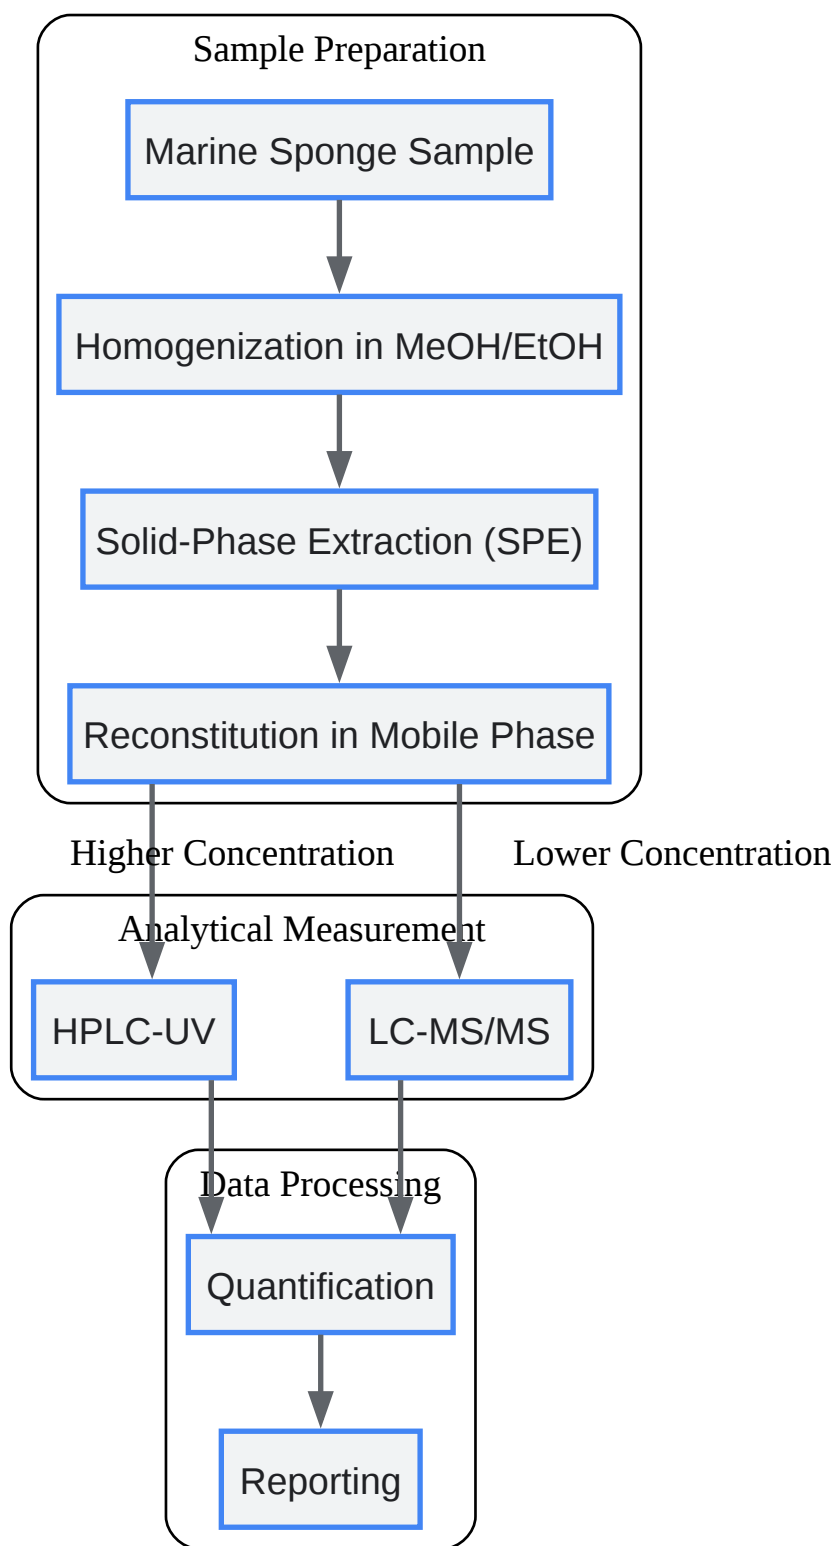 Sample Preparation
Marine Sponge Sample
Homogenization in MeOH/EtOH
Solid-Phase Extraction (SPE)
Reconstitution in Mobile Phase
Higher Concentration
Lower Concentration
Analytical Measurement
HPLC-UV
LC-MS/MS
Data Processing
Quantification
Reporting